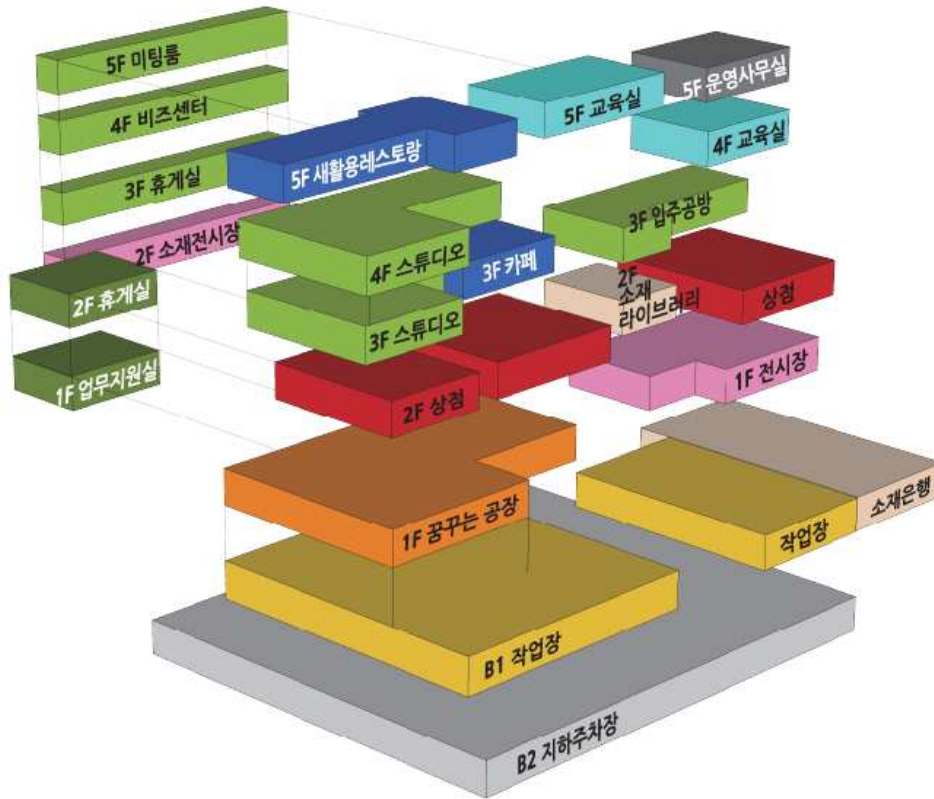 5F 미팅룸
4F 비즈센터
3F 휴게실
2F 소재전시장
2F 휴게실
1F 업무지원실
5F 새활용레스토랑
4F 스튜디오
3F 스튜디오
3F 카페
2F 상점
1F 꿈꾸는 공장
B1 작업장
B2 지하주차장
5F 교육실
5F 운영사무실
4F 교육실
3F 입주공방
2F
소재
라이브러리
상점
1F 전시장
소재은행
작업장